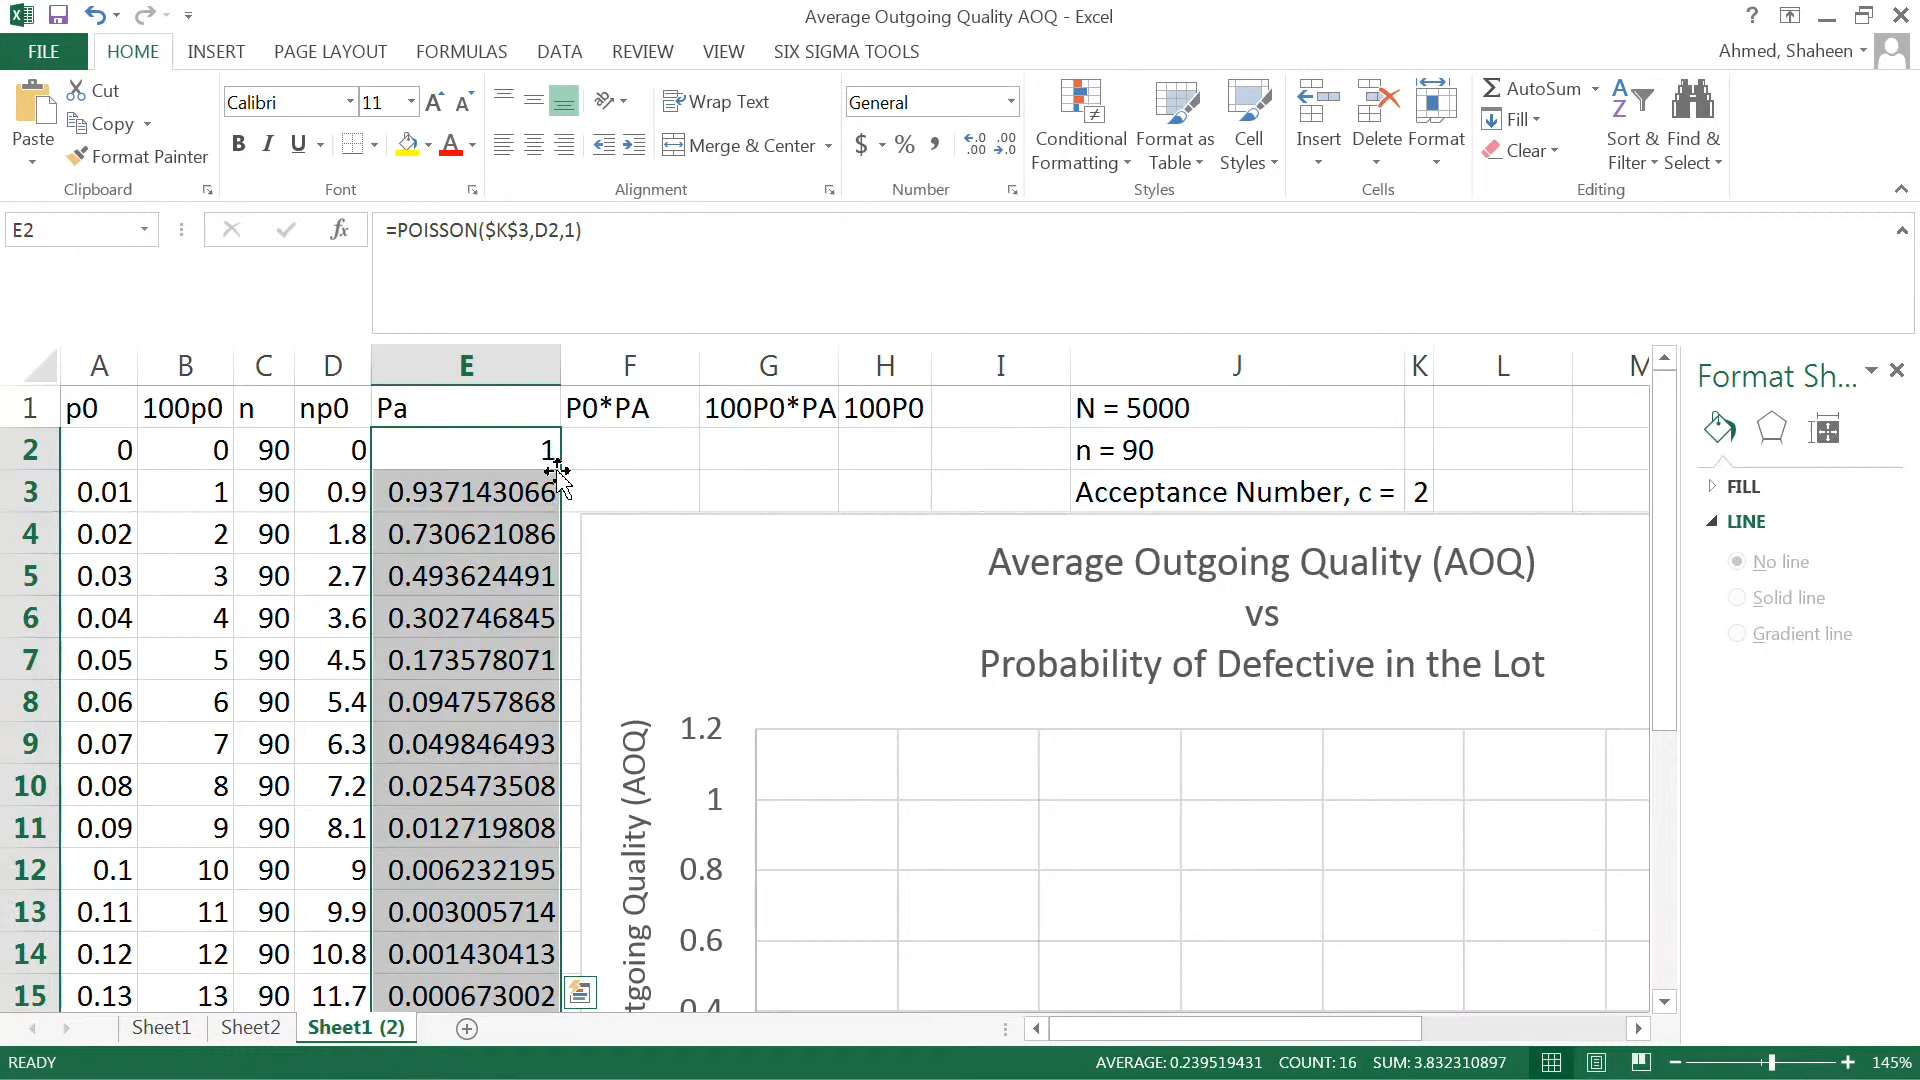 Average Outgoing Quality AOQ - Excel
?
FILE HOME INSERT PAGE LAYOUT FORMULAS DATA REVIEW VIEW SIX SIGMA TOOLS
Ahmed, Shaheen
Paste
Cut
Copy
Format Painter
Clipboard
Calibri 11
B I U
Font
Wrap Text
Merge & Center
Alignment
General
$ % ,
Number
Conditional Formatting
Format as Table
Cell Styles
Styles
Insert Delete Format
Cells
AutoSum
Fill
Clear
Sort & Filter
Find & Select
Editing
E2
fx
=POISSON($K$3,D2,1)
A B C D E F G H I J K L M
1 p0 100p0 n np0 Pa P0*PA 100P0*PA 100P0 N = 5000
2 0 0 90 0 1 n = 90
3 0.01 1 90 0.9 0.937143066 Acceptance Number, c = 2
4 0.02 2 90 1.8 0.730621086
5 0.03 3 90 2.7 0.493624491
6 0.04 4 90 3.6 0.302746845
7 0.05 5 90 4.5 0.173578071
8 0.06 6 90 5.4 0.094757868
9 0.07 7 90 6.3 0.049846493
10 0.08 8 90 7.2 0.025473508
11 0.09 9 90 8.1 0.012719808
12 0.1 10 90 9 0.006232195
13 0.11 11 90 9.9 0.003005714
14 0.12 12 90 10.8 0.001430413
15 0.13 13 90 11.7 0.000673002
Average Outgoing Quality (AOQ)
vs
Probability of Defective in the Lot
tgoing Quality (AOQ)
1.2
1
0.8
0.6
0.4
Format Sh...
FILL
LINE
No line
Solid line
Gradient line
Sheet1 Sheet2 Sheet1 (2)
READY
AVERAGE: 0.239519431 COUNT: 16 SUM: 3.832310897
145%